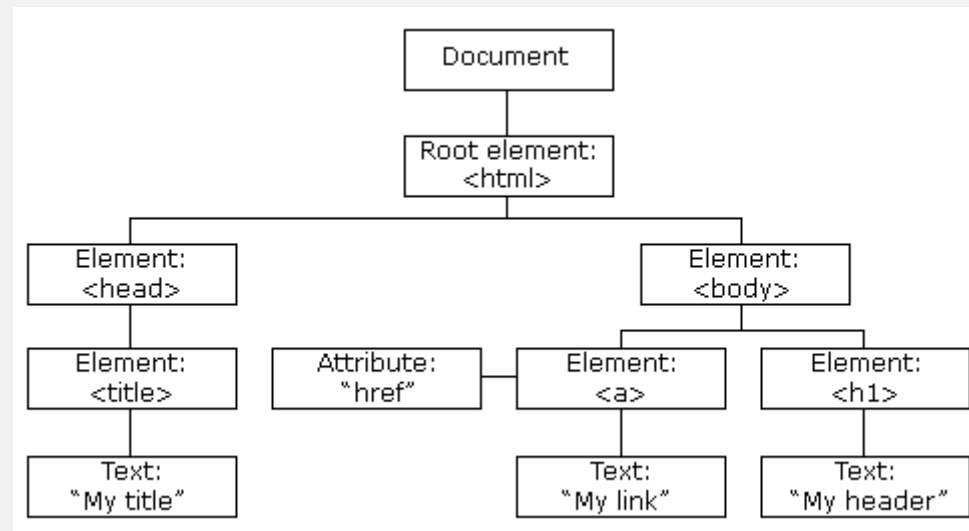 Document
Root element:
<html>
Element:
<head>
Element:
<body>
Element:
<title>
Attribute:
“href”
Element:
<a>
Element:
<h1>
Text:
“My title”
Text:
“My link”
Text:
“My header”